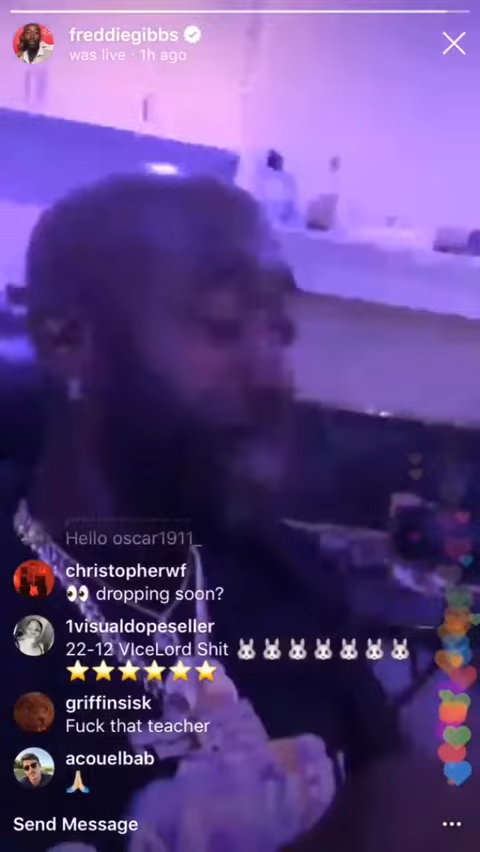 freddiegibbs
was live · 1h ago
Hello oscar1911_
christopherwf
👀 dropping soon?
1visualdopeseller
22-12 VIceLord Shit 🐰🐰🐰🐰🐰🐰🐰
⭐⭐⭐⭐⭐⭐
griffinsisk
Fuck that teacher
acouelbab
🙏🏼
Send Message